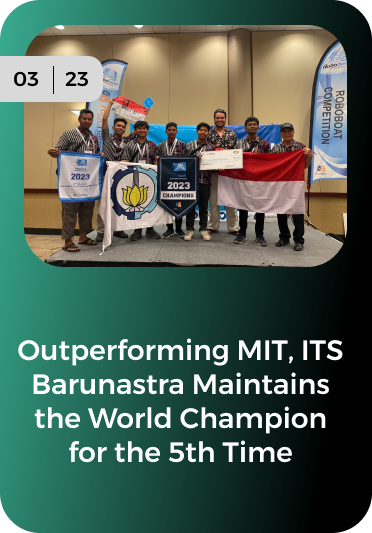 03 23
ROBOBOAT
COMPETITION
2023
2023
CHAMPIONS
Outperforming MIT, ITS
Barunastra Maintains
the World Champion
for the 5th Time